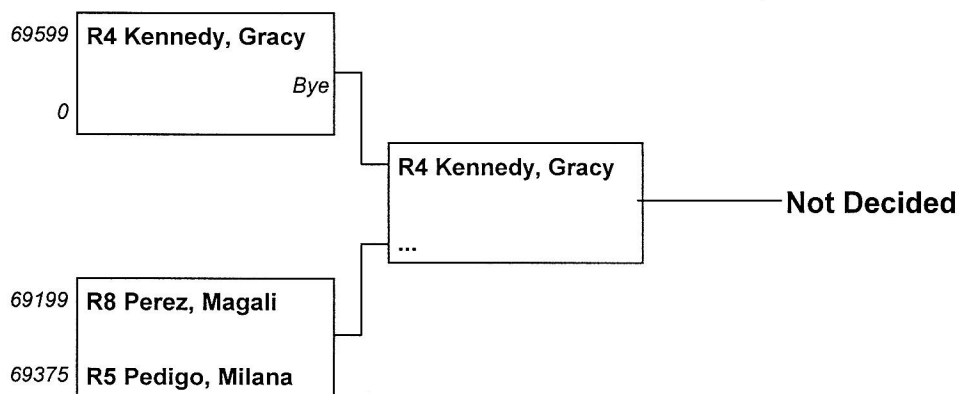 69599 R4 Kennedy, Gracy
Bye
0
R4 Kennedy, Gracy
Not Decided
...
69199 R8 Perez, Magali
69375 R5 Pedigo, Milana